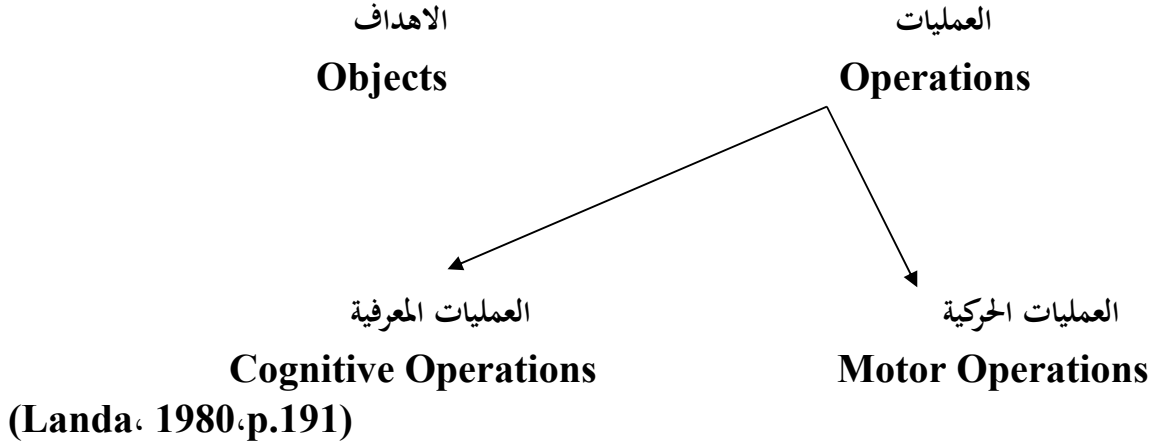 العمليات الاهداف
Operations Objects
العمليات الحركية العمليات المعرفية
Cognitive Operations Motor Operations
(Landa، 1980،p.191)